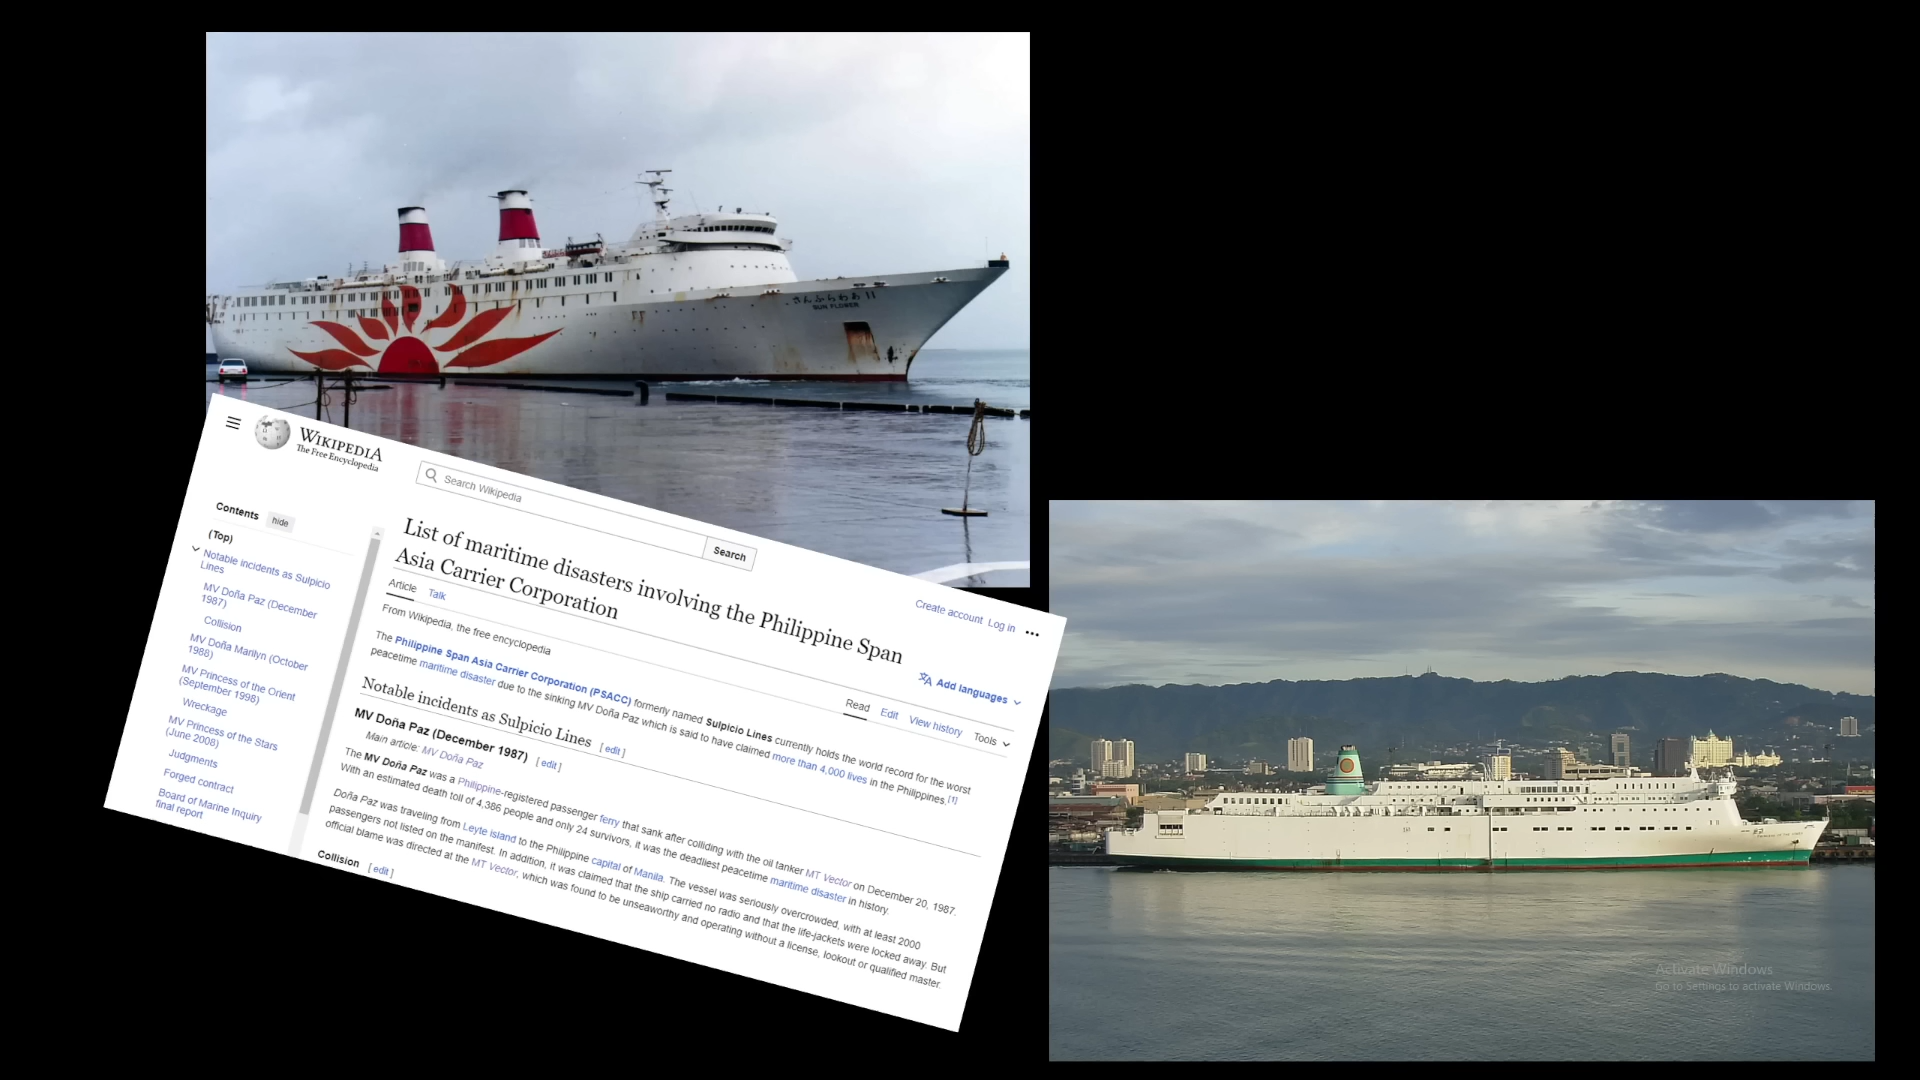 さんふらわあ 11
SUN FLOWER
WIKIPEDIA
The Free Encyclopedia
Search Wikipedia
Search
Create account Log in
Contents hide
(Top)
Notable incidents as Sulpicio
Lines
MV Doña Paz (December
1987)
Collision
MV Doña Marilyn (October
1988)
MV Princess of the Orient
(September 1998)
Wreckage
MV Princess of the Stars
(June 2008)
Judgments
Forged contract
Board of Marine Inquiry
final report
List of maritime disasters involving the Philippine Span
Asia Carrier Corporation
Add languages
Article Talk
Read Edit View history Tools
From Wikipedia, the free encyclopedia
The Philippine Span Asia Carrier Corporation (PSACC) formerly named Sulpicio Lines currently holds the world record for the worst
peacetime maritime disaster due to the sinking MV Doña Paz which is said to have claimed more than 4,000 lives in the Philippines.[1]
Notable incidents as Sulpicio Lines [ edit ]
MV Doña Paz (December 1987) [ edit ]
Main article: MV Doña Paz
The MV Doña Paz was a Philippine-registered passenger ferry that sank after colliding with the oil tanker MT Vector on December 20, 1987.
With an estimated death toll of 4,386 people and only 24 survivors, it was the deadliest peacetime maritime disaster in history.
Doña Paz was traveling from Leyte island to the Philippine capital of Manila. The vessel was seriously overcrowded, with at least 2000
passengers not listed on the manifest. In addition, it was claimed that the ship carried no radio and that the life-jackets were locked away. But
official blame was directed at the MT Vector, which was found to be unseaworthy and operating without a license, lookout or qualified master.
Collision [ edit ]
Activate Windows
Go to Settings to activate Windows.